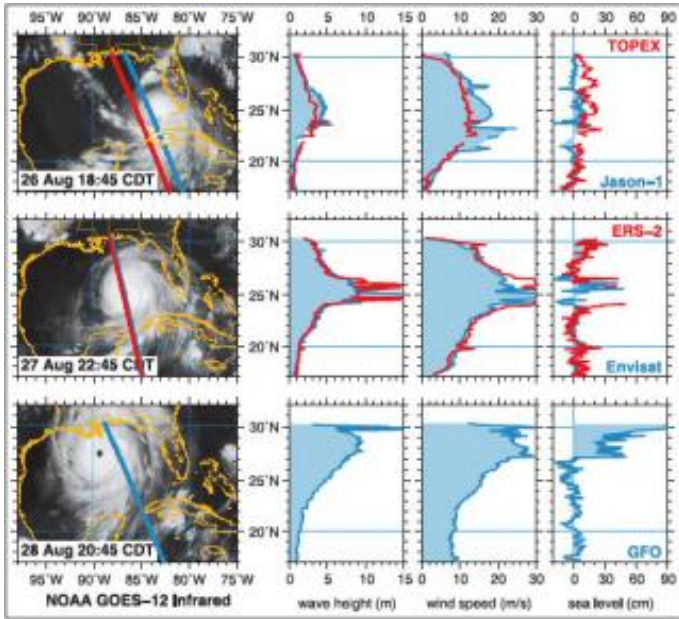 95°W 90°W 85°W 80°W 75°W
0 5 10 15 0 10 20 30 0 30 60 90
30°N
25°N
20°N
TOPEX
Jason-1
26 Aug 18:45 CDT
30°N
25°N
20°N
ERS-2
Envisat
27 Aug 22:45 CDT
30°N
25°N
20°N
GFO
28 Aug 20:45 CDT
95°W 90°W 85°W 80°W 75°W
0 5 10 15 0 10 20 30 0 30 60 90
NOAA GOES-12 Infrared wave height (m) wind speed (m/s) sea level (cm)